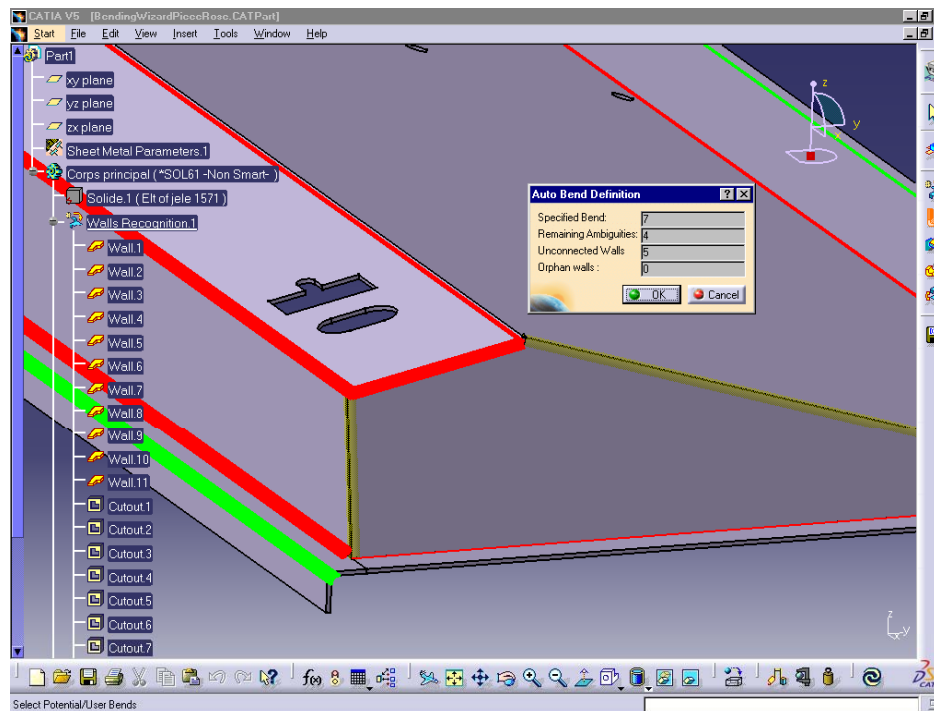 CATIA V5 [BendingWizardPieceRose.CATPart]
Start File Edit View Insert Tools Window Help
Part1
xy plane
yz plane
zx plane
Sheet Metal Parameters.1
Corps principal ( *SOL61 -Non Smart- )
Solide.1 ( Elt of jele 1571 )
Walls Recognition.1
Wall.1
Wall.2
Wall.3
Wall.4
Wall.5
Wall.6
Wall.7
Wall.8
Wall.9
Wall.10
Wall.11
Cutout.1
Cutout.2
Cutout.3
Cutout.4
Cutout.5
Cutout.6
Cutout.7
z
y
x
Auto Bend Definition
Specified Bend: 7
Remaining Ambiguities: 4
Unconnected Walls 5
Orphan walls : 0
OK Cancel
z
x y
f(x)
CAT
Select Potential/User Bends